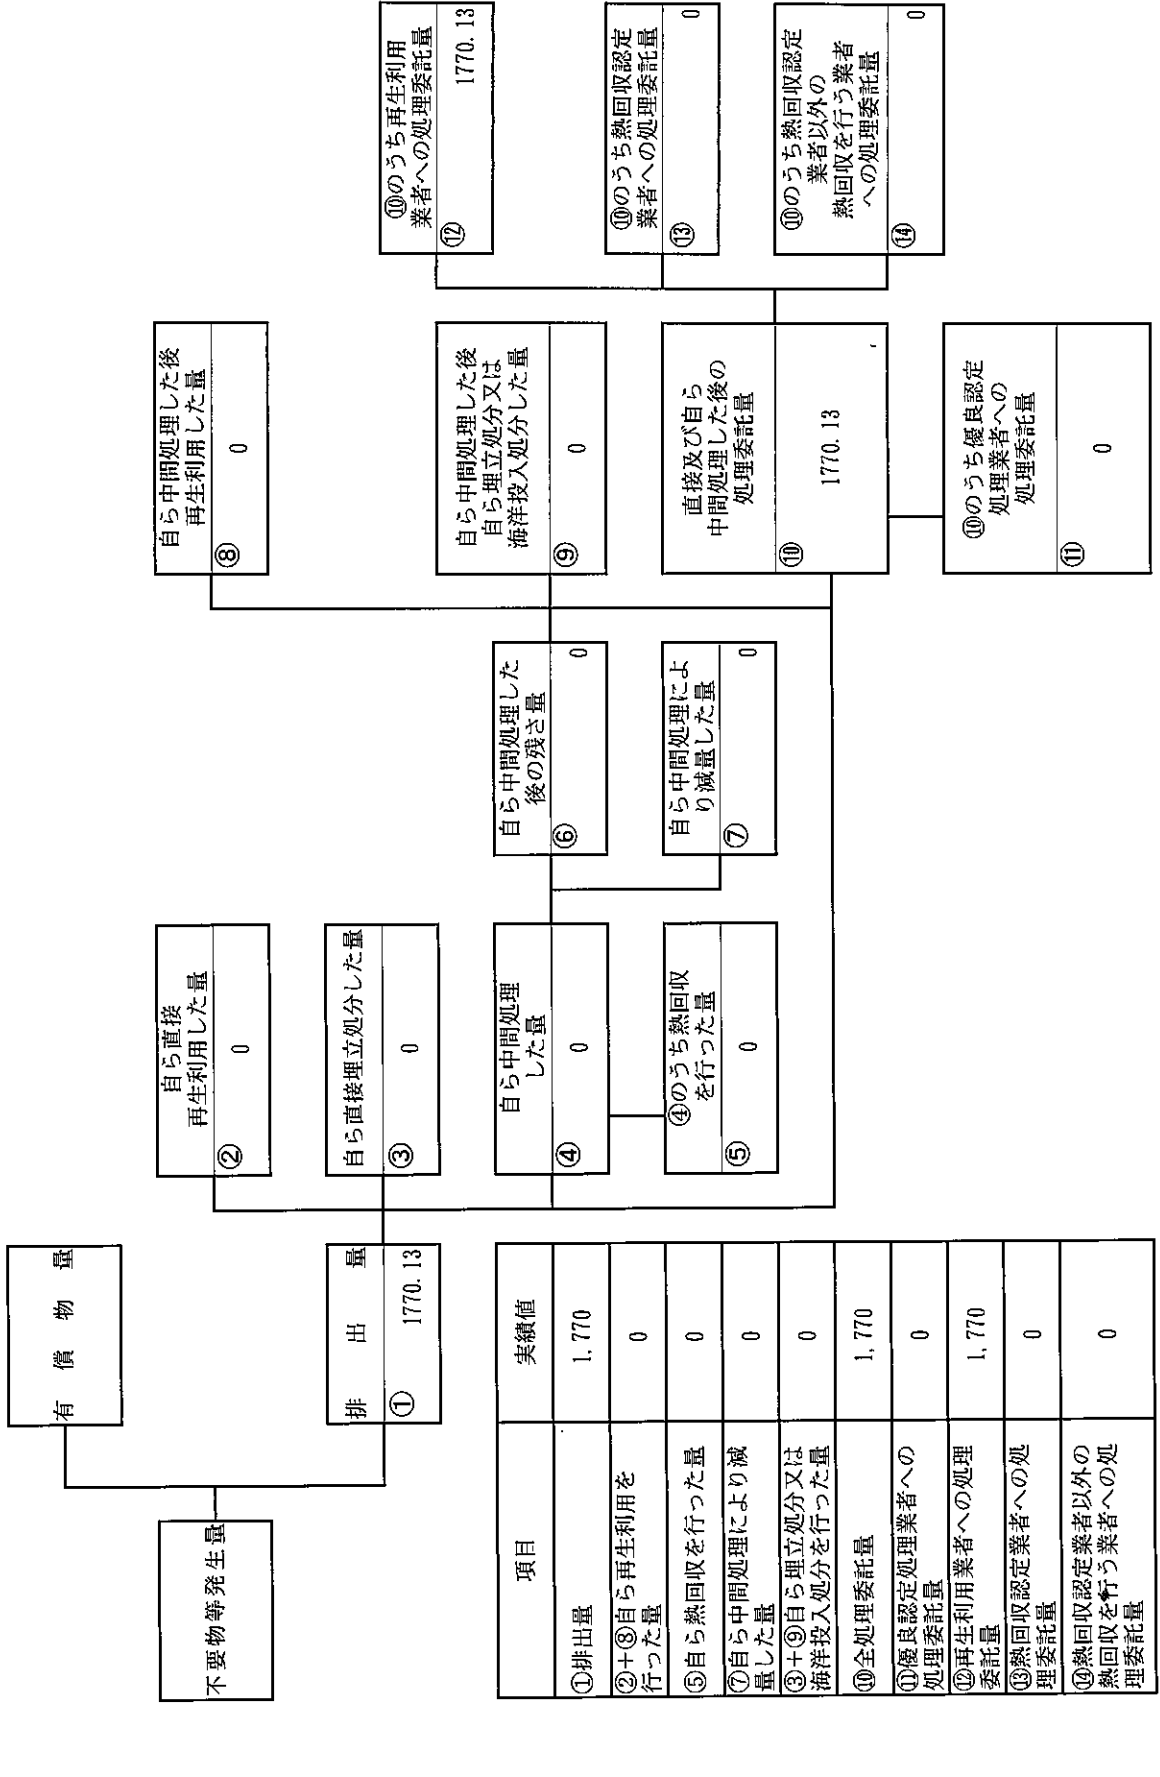 不要物等発生量
有償物量
排出量
① 1770.13
自ら直接
再生利用した量
② 0
自ら直接埋立処分した量
③ 0
自ら中間処理
した量
④ 0
④のうち熱回収
を行った量
⑤ 0
自ら中間処理した
後の残さ量
⑥ 0
自ら中間処理によ
り減量した量
⑦ 0
自ら中間処理した後
再生利用した量
⑧ 0
自ら中間処理した後
自ら埋立処分又は
海洋投入処分した量
⑨ 0
直接及び自ら
中間処理した後の
処理委託量
⑩ 1770.13
⑩のうち優良認定
処理業者への
処理委託量
⑪ 0
⑩のうち再生利用
業者への処理委託量
⑫ 1770.13
⑩のうち熱回収認定
業者への処理委託量
⑬ 0
⑩のうち熱回収認定
業者以外の
熱回収を行う業者
への処理委託量
⑭ 0
項目 実績値
①排出量 1,770
②+⑧自ら再生利用を
行った量 0
⑤自ら熱回収を行った量 0
⑦自ら中間処理により減
量した量 0
③+⑨自ら埋立処分又は
海洋投入処分を行った量 0
⑩全処理委託量 1,770
⑪優良認定処理業者への
処理委託量 0
⑫再生利用業者への処理
委託量 1,770
⑬熱回収認定業者への処
理委託量 0
⑭熱回収認定業者以外の
熱回収を行う業者への処
理委託量 0